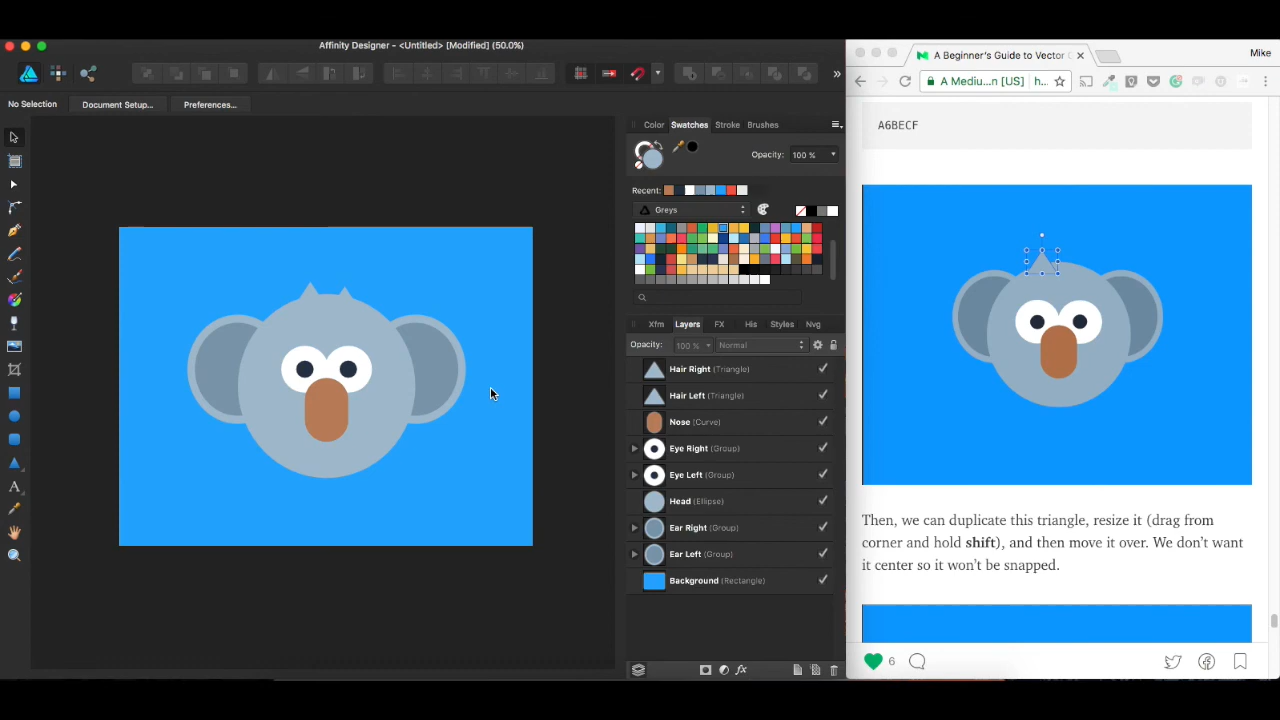 Affinity Designer - <Untitled> [Modified] (50.0%)
No Selection
Document Setup...
Preferences...
Color
Swatches
Stroke
Brushes
Opacity:
100 %
Recent:
Greys
Xfm
Layers
FX
His
Styles
Nvg
Opacity:
100 %
Normal
Hair Right (Triangle)
Hair Left (Triangle)
Nose (Curve)
Eye Right (Group)
Eye Left (Group)
Head (Ellipse)
Ear Right (Group)
Ear Left (Group)
Background (Rectangle)
fx
A Beginner's Guide to Vector
Mike
A Mediu...n [US]
h...
A6BECF
Then, we can duplicate this triangle, resize it (drag from
corner and hold shift), and then move it over. We don't want
it center so it won't be snapped.
6